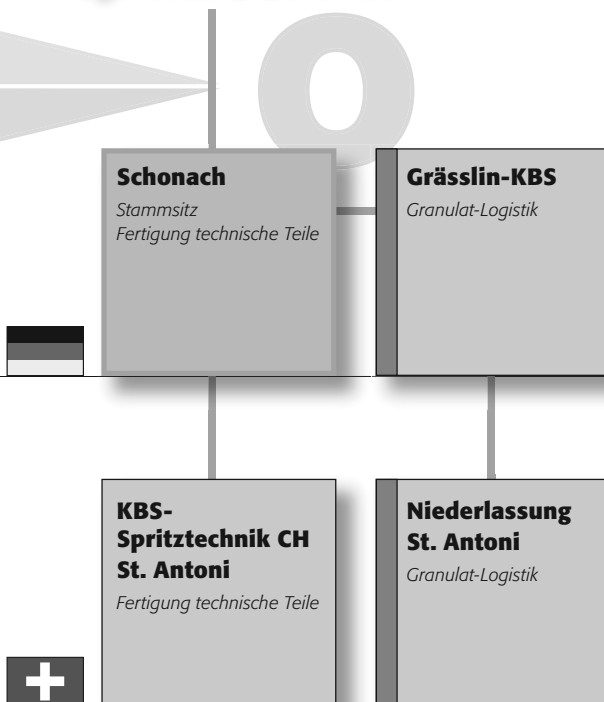 O
Schonach
Stammsitz
Fertigung technische Teile
Grässlin-KBS
Granulat-Logistik
KBS-
Spritztechnik CH
St. Antoni
Fertigung technische Teile
Niederlassung
St. Antoni
Granulat-Logistik